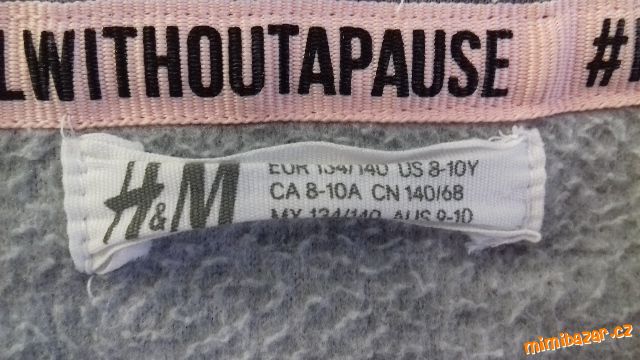 LWITHOUTAPAUSE #
H&M
EUR 134/140 US 8-10Y
CA 8-10A CN 140/68
MX 134/140 AUS 9-10
mimibazar.cz